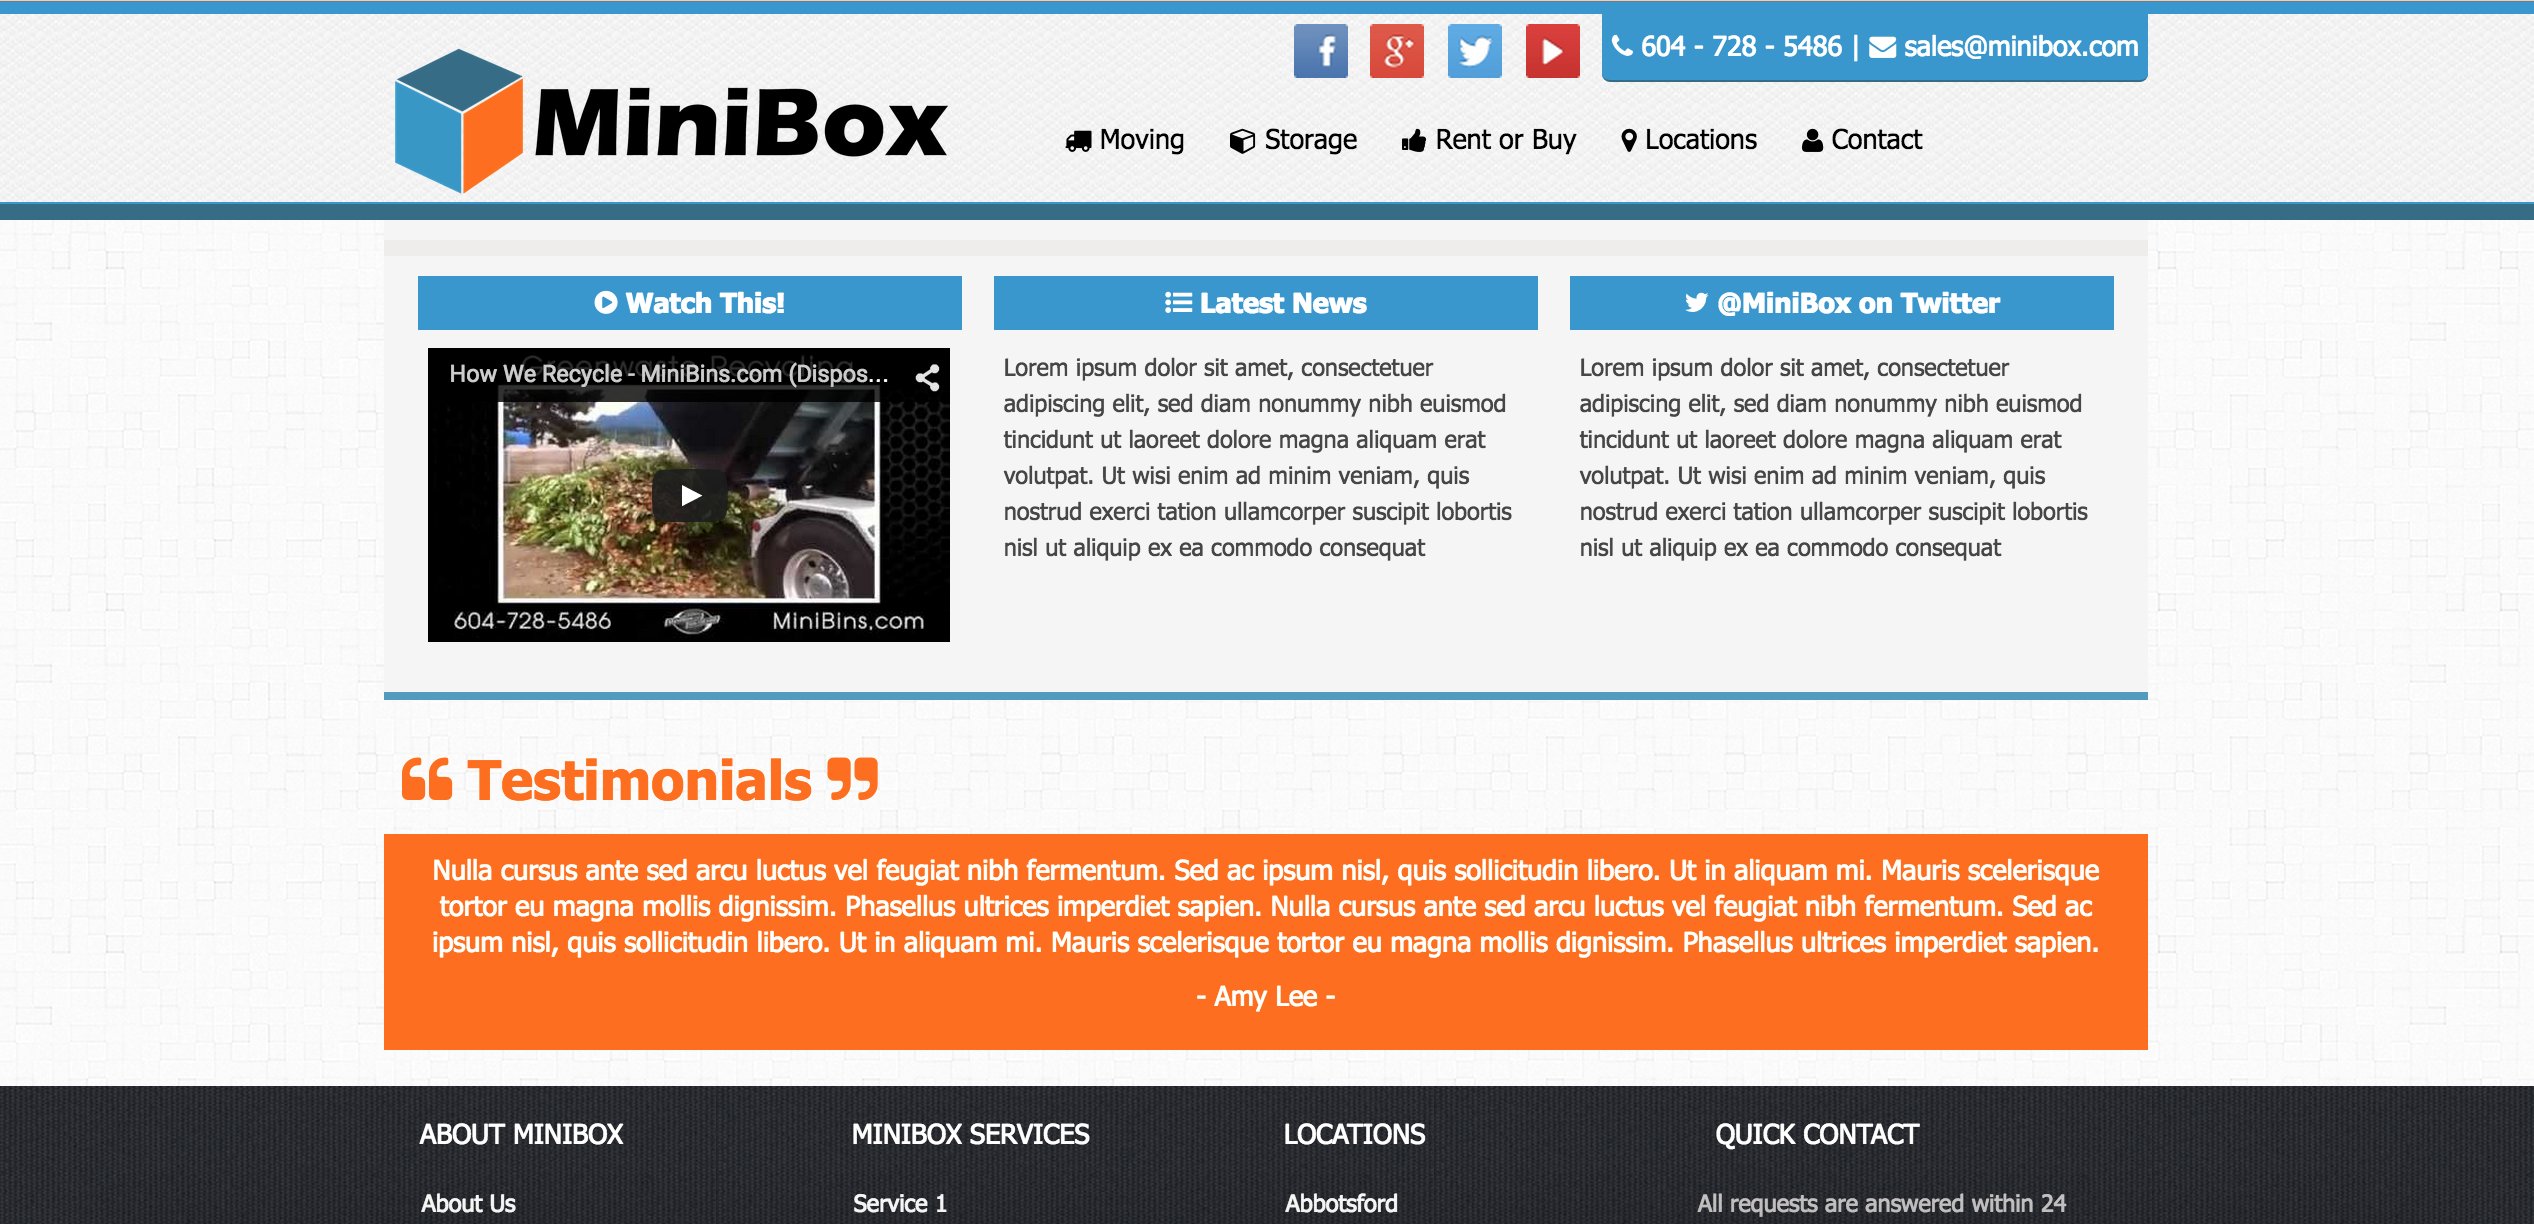 604 - 728 - 5486 | sales@minibox.com
MiniBox
Moving Storage Rent or Buy Locations Contact
Watch This!
How We Recycle - MiniBins.com (Dispos...
Greenwaste Recycling
604-728-5486 MiniBins.com
Latest News
Lorem ipsum dolor sit amet, consectetuer
adipiscing elit, sed diam nonummy nibh euismod
tincidunt ut laoreet dolore magna aliquam erat
volutpat. Ut wisi enim ad minim veniam, quis
nostrud exerci tation ullamcorper suscipit lobortis
nisl ut aliquip ex ea commodo consequat
@MiniBox on Twitter
Lorem ipsum dolor sit amet, consectetuer
adipiscing elit, sed diam nonummy nibh euismod
tincidunt ut laoreet dolore magna aliquam erat
volutpat. Ut wisi enim ad minim veniam, quis
nostrud exerci tation ullamcorper suscipit lobortis
nisl ut aliquip ex ea commodo consequat
“ Testimonials ”
Nulla cursus ante sed arcu luctus vel feugiat nibh fermentum. Sed ac ipsum nisl, quis sollicitudin libero. Ut in aliquam mi. Mauris scelerisque
tortor eu magna mollis dignissim. Phasellus ultrices imperdiet sapien. Nulla cursus ante sed arcu luctus vel feugiat nibh fermentum. Sed ac
ipsum nisl, quis sollicitudin libero. Ut in aliquam mi. Mauris scelerisque tortor eu magna mollis dignissim. Phasellus ultrices imperdiet sapien.
- Amy Lee -
ABOUT MINIBOX
About Us
MINIBOX SERVICES
Service 1
LOCATIONS
Abbotsford
QUICK CONTACT
All requests are answered within 24